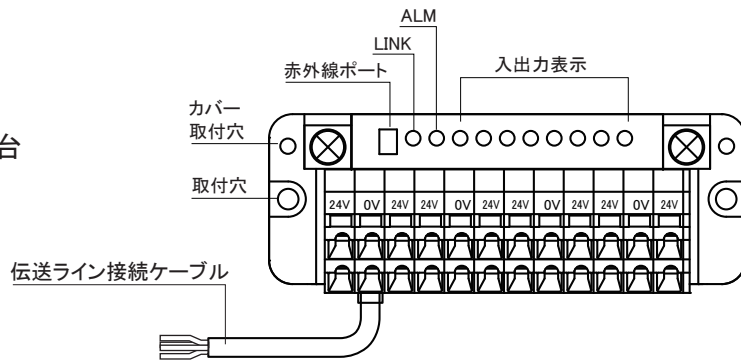 ALM
LINK
赤外線ポート
入出力表示
カバー
取付穴
台
取付穴
24V 0V 24V 24V 0V 24V 24V 0V 24V 24V 0V 24V
伝送ライン接続ケーブル